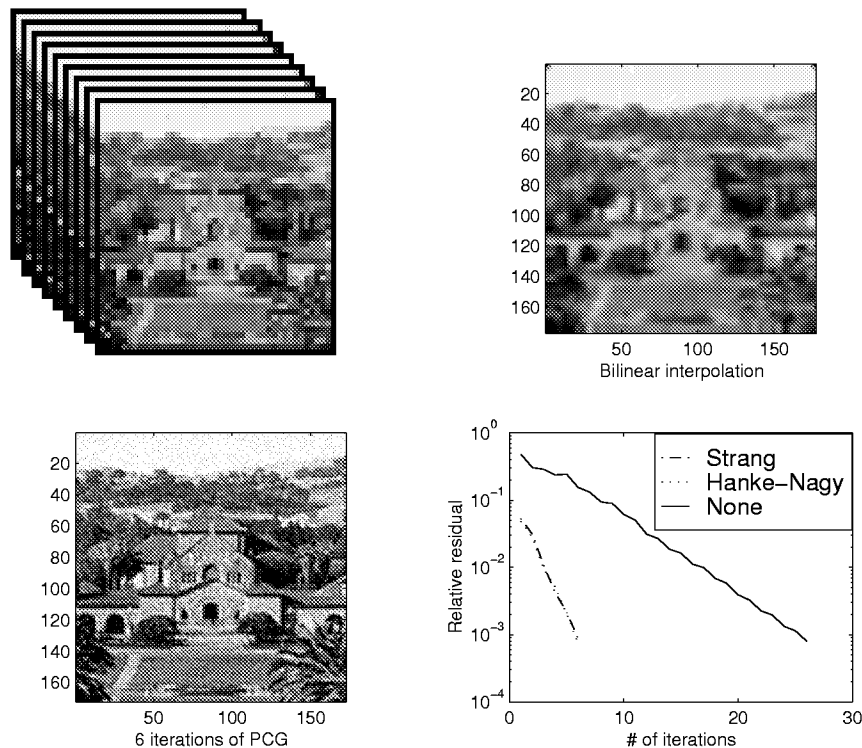 20
40
60
80
100
120
140
160
50 100 150
Bilinear interpolation
20
40
60
80
100
120
140
160
50 100 150
6 iterations of PCG
10^0
10^-1
10^-2
10^-3
10^-4
Relative residual
Strang
Hanke-Nagy
None
0 10 20 30
# of iterations